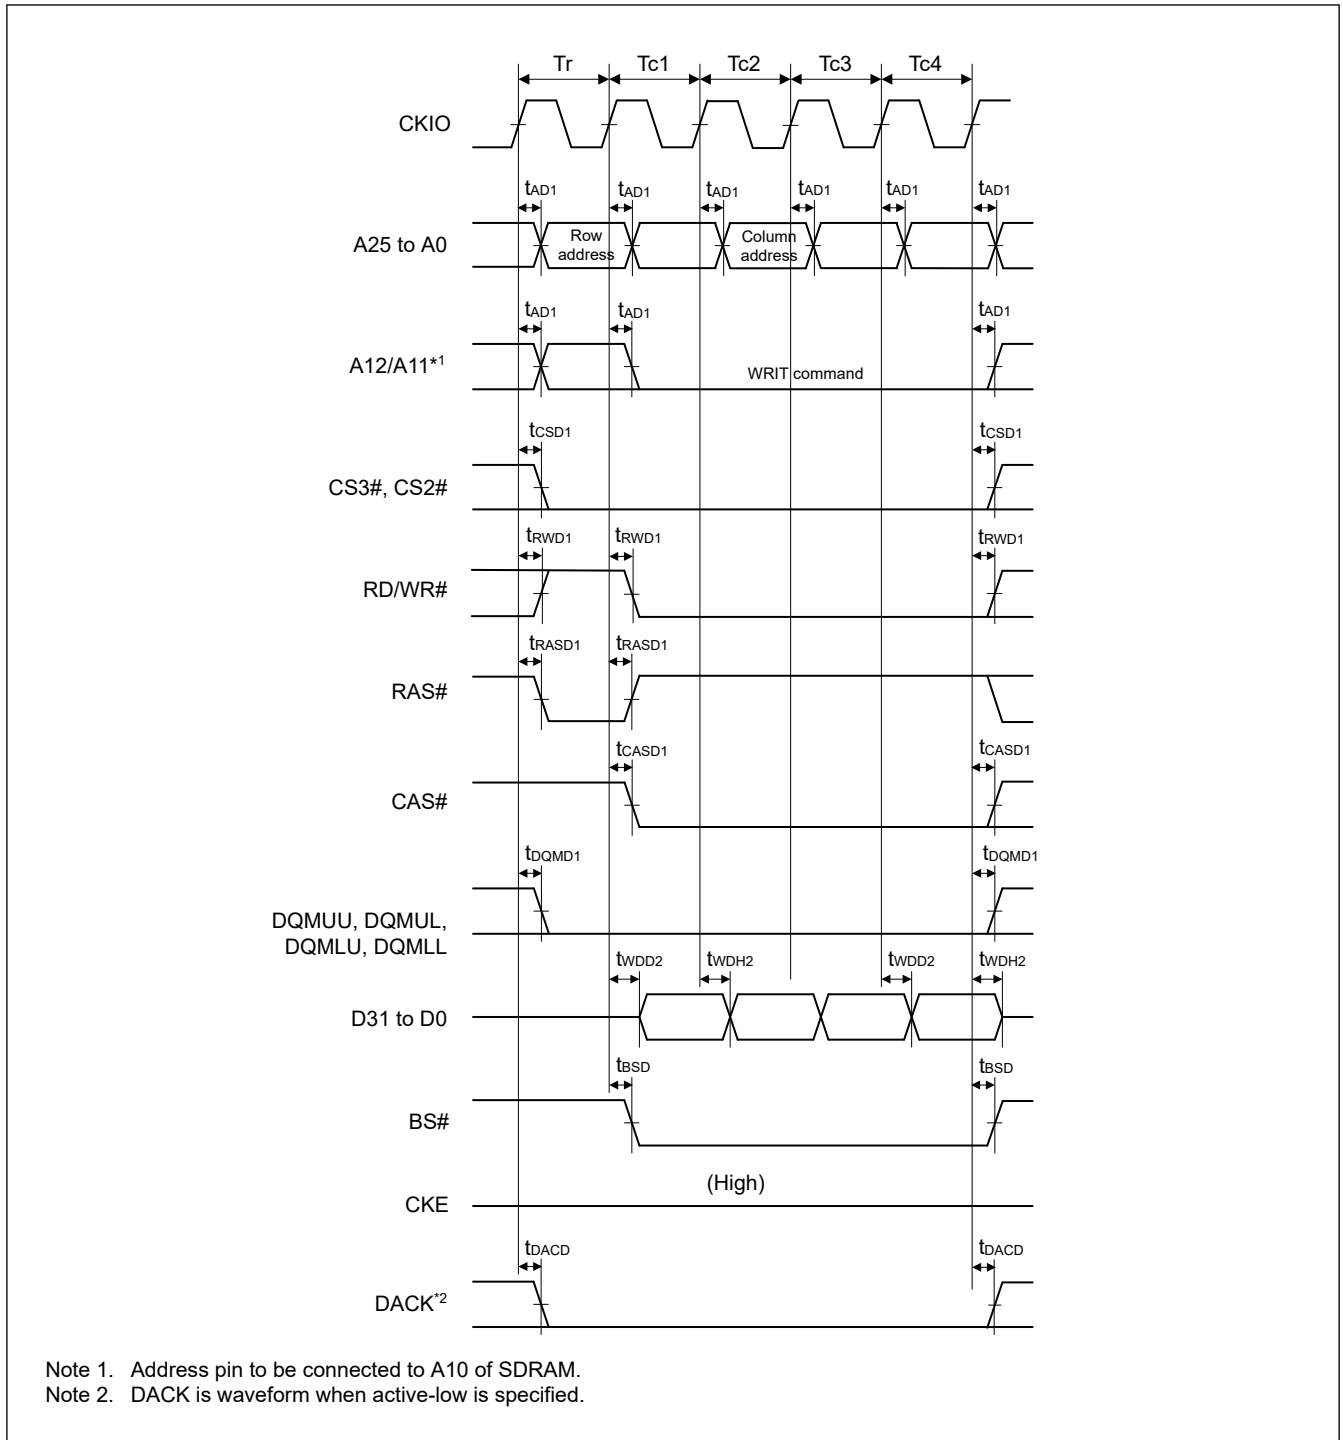 Tr Tc1 Tc2 Tc3 Tc4
CKIO
tAD1 tAD1 tAD1 tAD1 tAD1 tAD1
A25 to A0
Row
address
Column
address
tAD1 tAD1 tAD1
A12/A11*1
WRIT command
tCSD1 tCSD1
CS3#, CS2#
tRWD1 tRWD1 tRWD1
RD/WR#
tRASD1 tRASD1
RAS#
tCASD1 tCASD1
CAS#
tDQMD1 tDQMD1
DQMUU, DQMUL,
DQMLU, DQMLL
tWDD2 tWDH2 tWDD2 tWDH2
D31 to D0
tBSD tBSD
BS#
(High)
CKE
tDACD tDACD
DACK*2
Note 1. Address pin to be connected to A10 of SDRAM.
Note 2. DACK is waveform when active-low is specified.